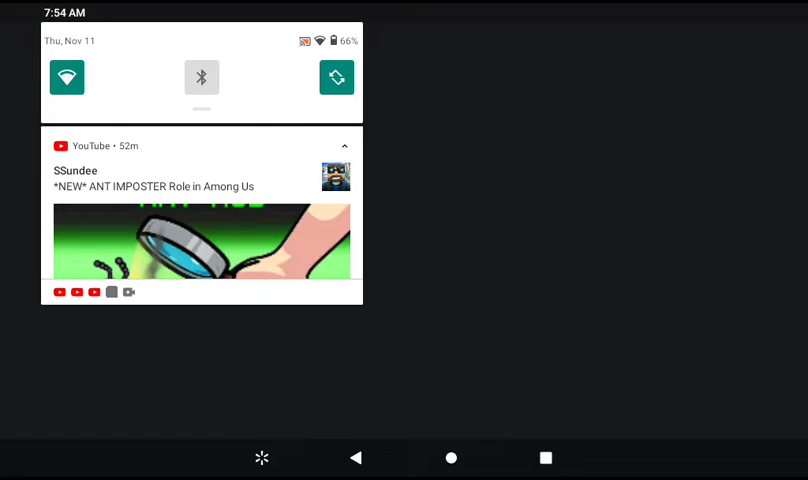 7:54 AM
Thu, Nov 11
66%
YouTube • 52m
SSundee
*NEW* ANT IMPOSTER Role in Among Us